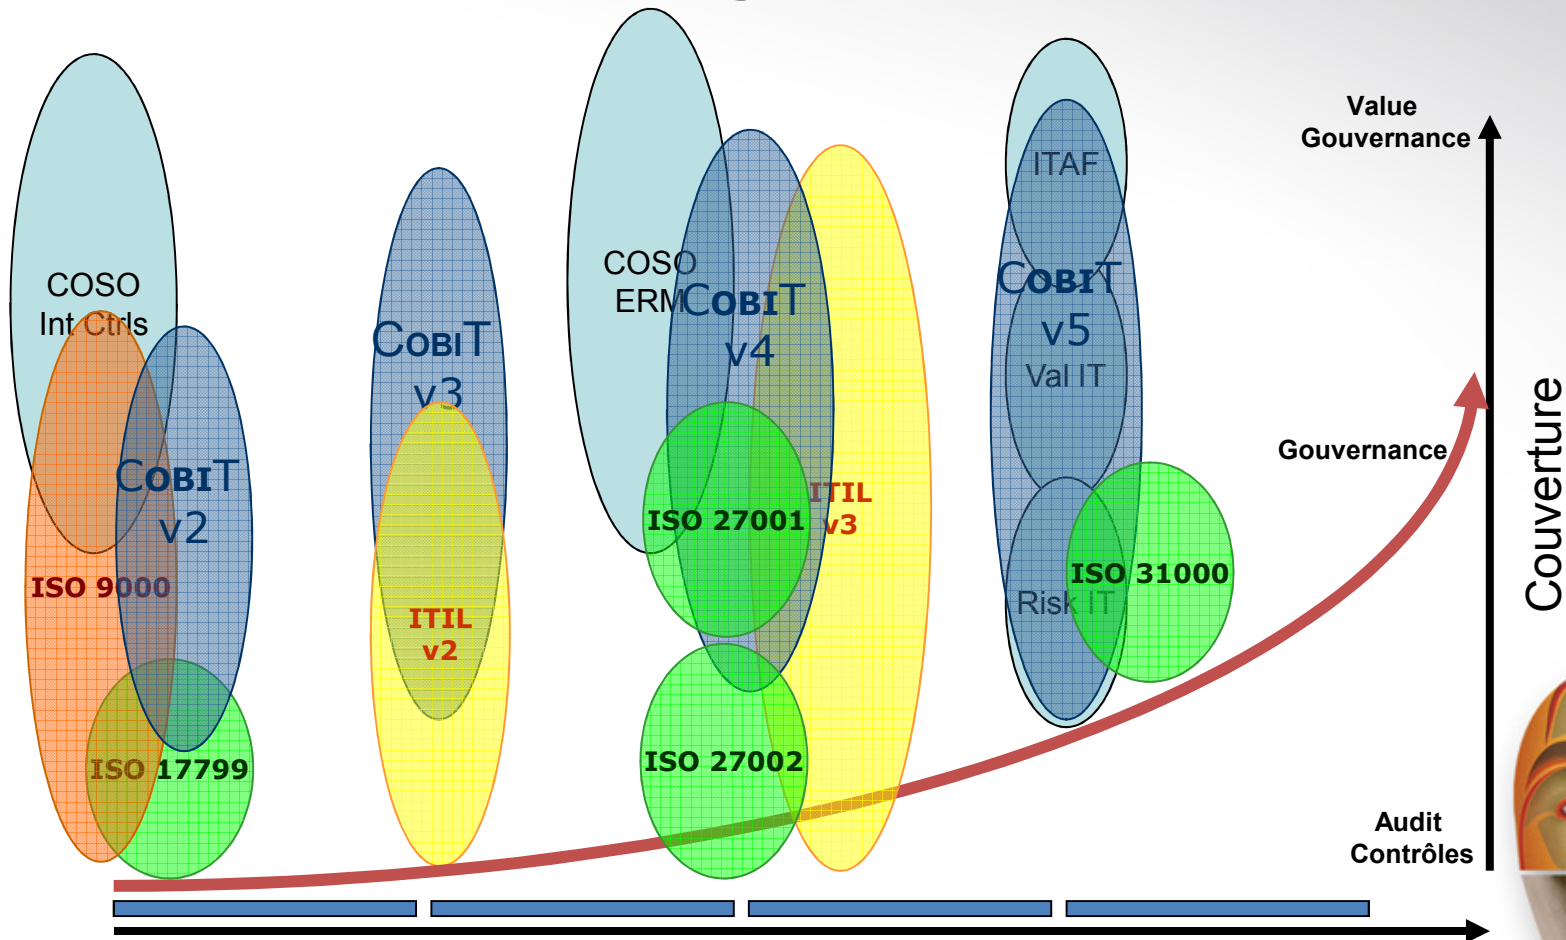 COSO
Int Ctrls
COBIT
v2
ISO 9000
ISO 17799
COBIT
v3
ITIL
v2
COSO
ERM
COBIT
v4
ISO 27001
ITIL
v3
ISO 27002
ITAF
COBIT
v5
Val IT
ISO 31000
Risk IT
Value
Gouvernance
Gouvernance
Audit
Contrôles
Couverture